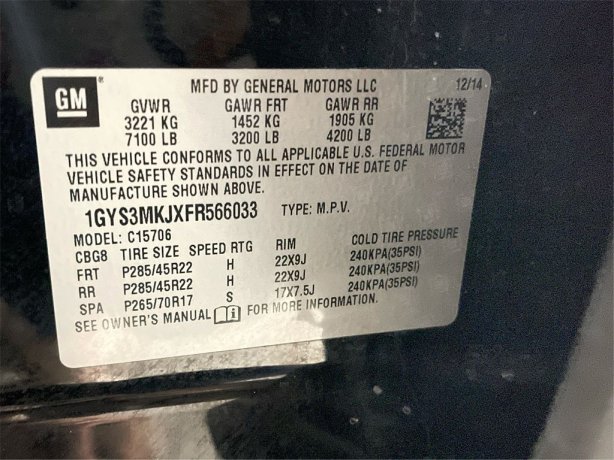 GM
MFD BY GENERAL MOTORS LLC 12/14
GVWR GAWR FRT GAWR RR
3221 KG 1452 KG 1905 KG
7100 LB 3200 LB 4200 LB
THIS VEHICLE CONFORMS TO ALL APPLICABLE U.S. FEDERAL MOTOR
VEHICLE SAFETY STANDARDS IN EFFECT ON THE DATE OF
MANUFACTURE SHOWN ABOVE.
1GYS3MKJXFR566033 TYPE: M.P.V.
MODEL: C15706
CBG8 TIRE SIZE SPEED RTG RIM COLD TIRE PRESSURE
FRT P285/45R22 H 22X9J 240KPA(35PSI)
RR P285/45R22 H 22X9J 240KPA(35PSI)
SPA P265/70R17 S 17X7.5J 240KPA(35PSI)
SEE OWNER'S MANUAL FOR MORE INFORMATION.